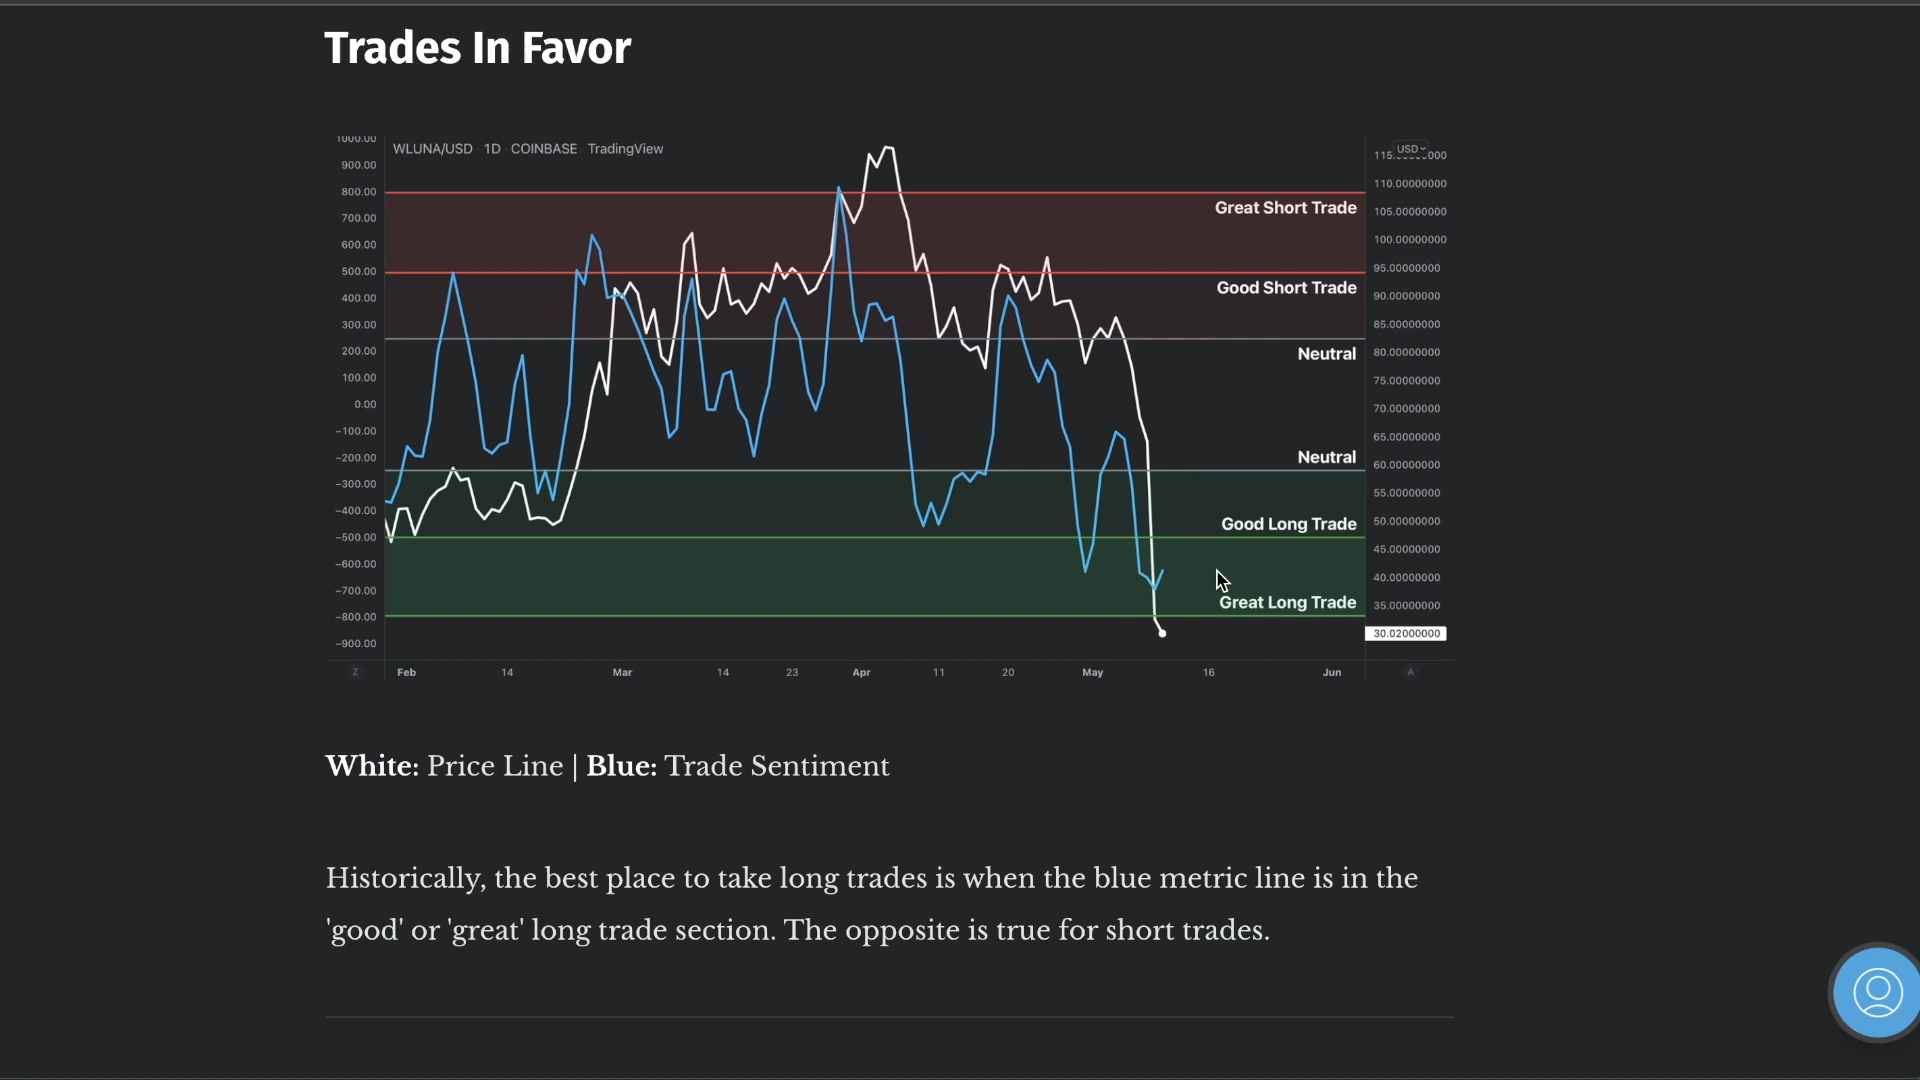 Trades In Favor
WLUNA/USD · 1D · COINBASE · TradingView
USD
1000.00
900.00
800.00
700.00
600.00
500.00
400.00
300.00
200.00
100.00
0.00
−100.00
−200.00
−300.00
−400.00
−500.00
−600.00
−700.00
−800.00
−900.00
Great Short Trade
Good Short Trade
Neutral
Neutral
Good Long Trade
Great Long Trade
110.00000000
105.00000000
100.00000000
95.00000000
90.00000000
85.00000000
80.00000000
75.00000000
70.00000000
65.00000000
60.00000000
55.00000000
50.00000000
45.00000000
40.00000000
35.00000000
30.02000000
Z Feb 14 Mar 14 23 Apr 11 20 May 16 Jun A
White: Price Line | Blue: Trade Sentiment
Historically, the best place to take long trades is when the blue metric line is in the
'good' or 'great' long trade section. The opposite is true for short trades.